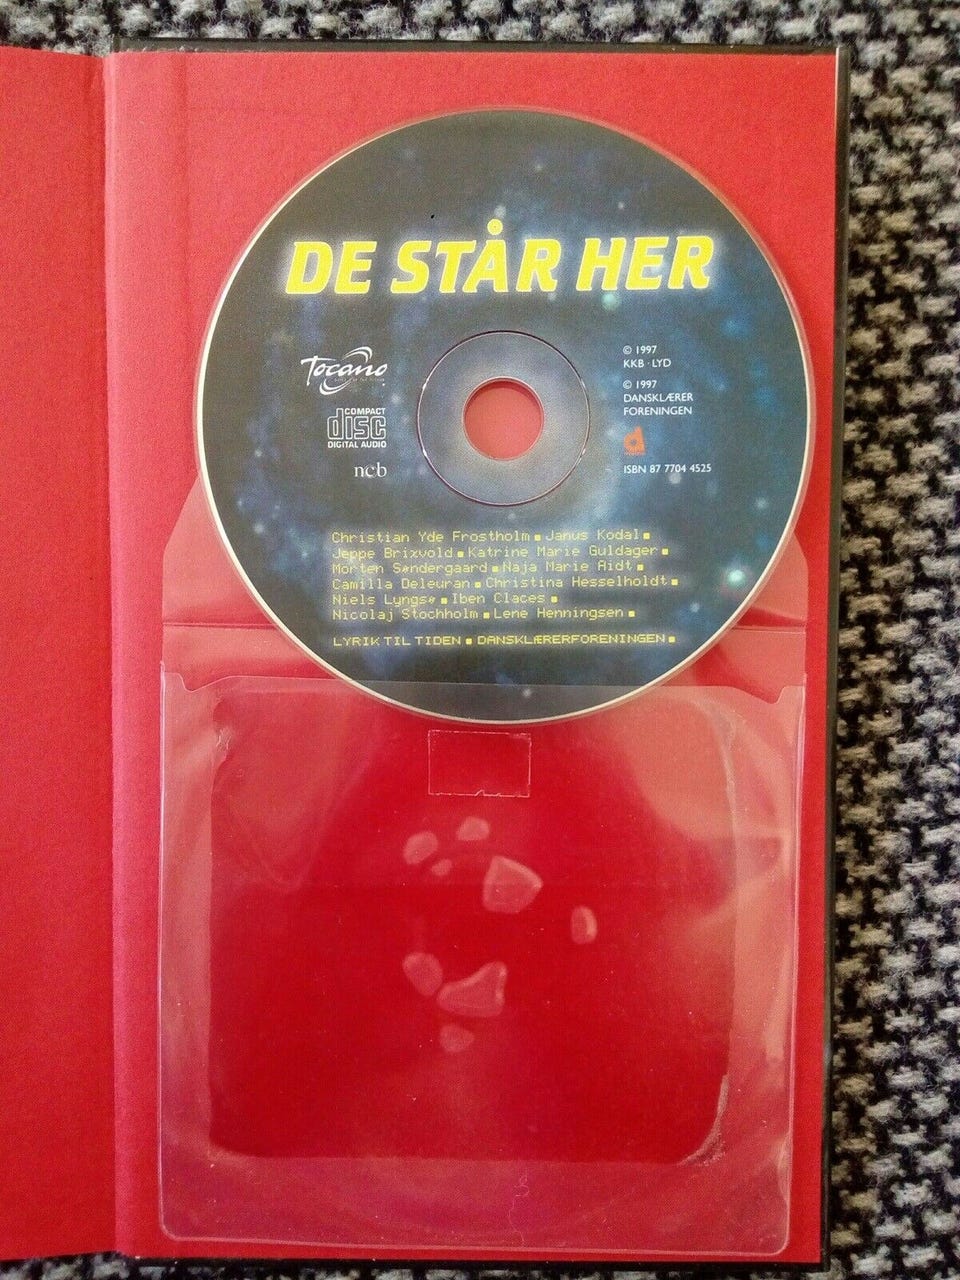 DE STÅR HER
Tocano
COMPACT
disc
DIGITAL AUDIO
ncb
© 1997
KKB · LYD
© 1997
DANSKLÆRER
FORENINGEN
ISBN 87 7704 4525
Christian Yde Frostholm ■ Janus Kodal ■
Jeppe Brixvold ■ Katrine Marie Guldager ■
Morten Søndergaard ■ Naja Marie Aidt ■
Camilla Deleuran ■ Christina Hesselholdt ■
Niels Lyngsø ■ Iben Claces ■
Nicolaj Stochholm ■ Lene Henningsen ■
LYRIK TIL TIDEN ■ DANSKLÆRERFORENINGEN ■